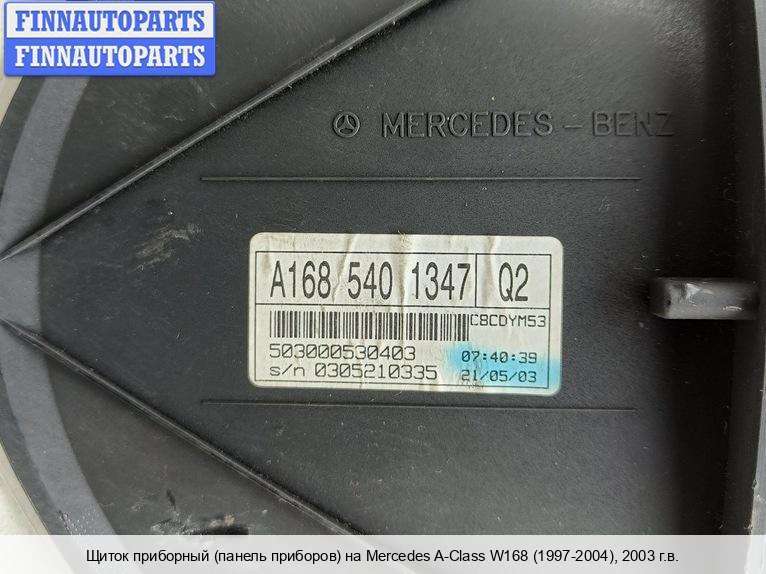 FINNAUTOPARTS
FINNAUTOPARTS
MERCEDES - BENZ
A168 540 1347 Q2
C8CDYM53
503000530403 07:40:39
s/n 0305210335 21/05/03
Щиток приборный (панель приборов) на Mercedes A-Class W168 (1997-2004), 2003 г.в.